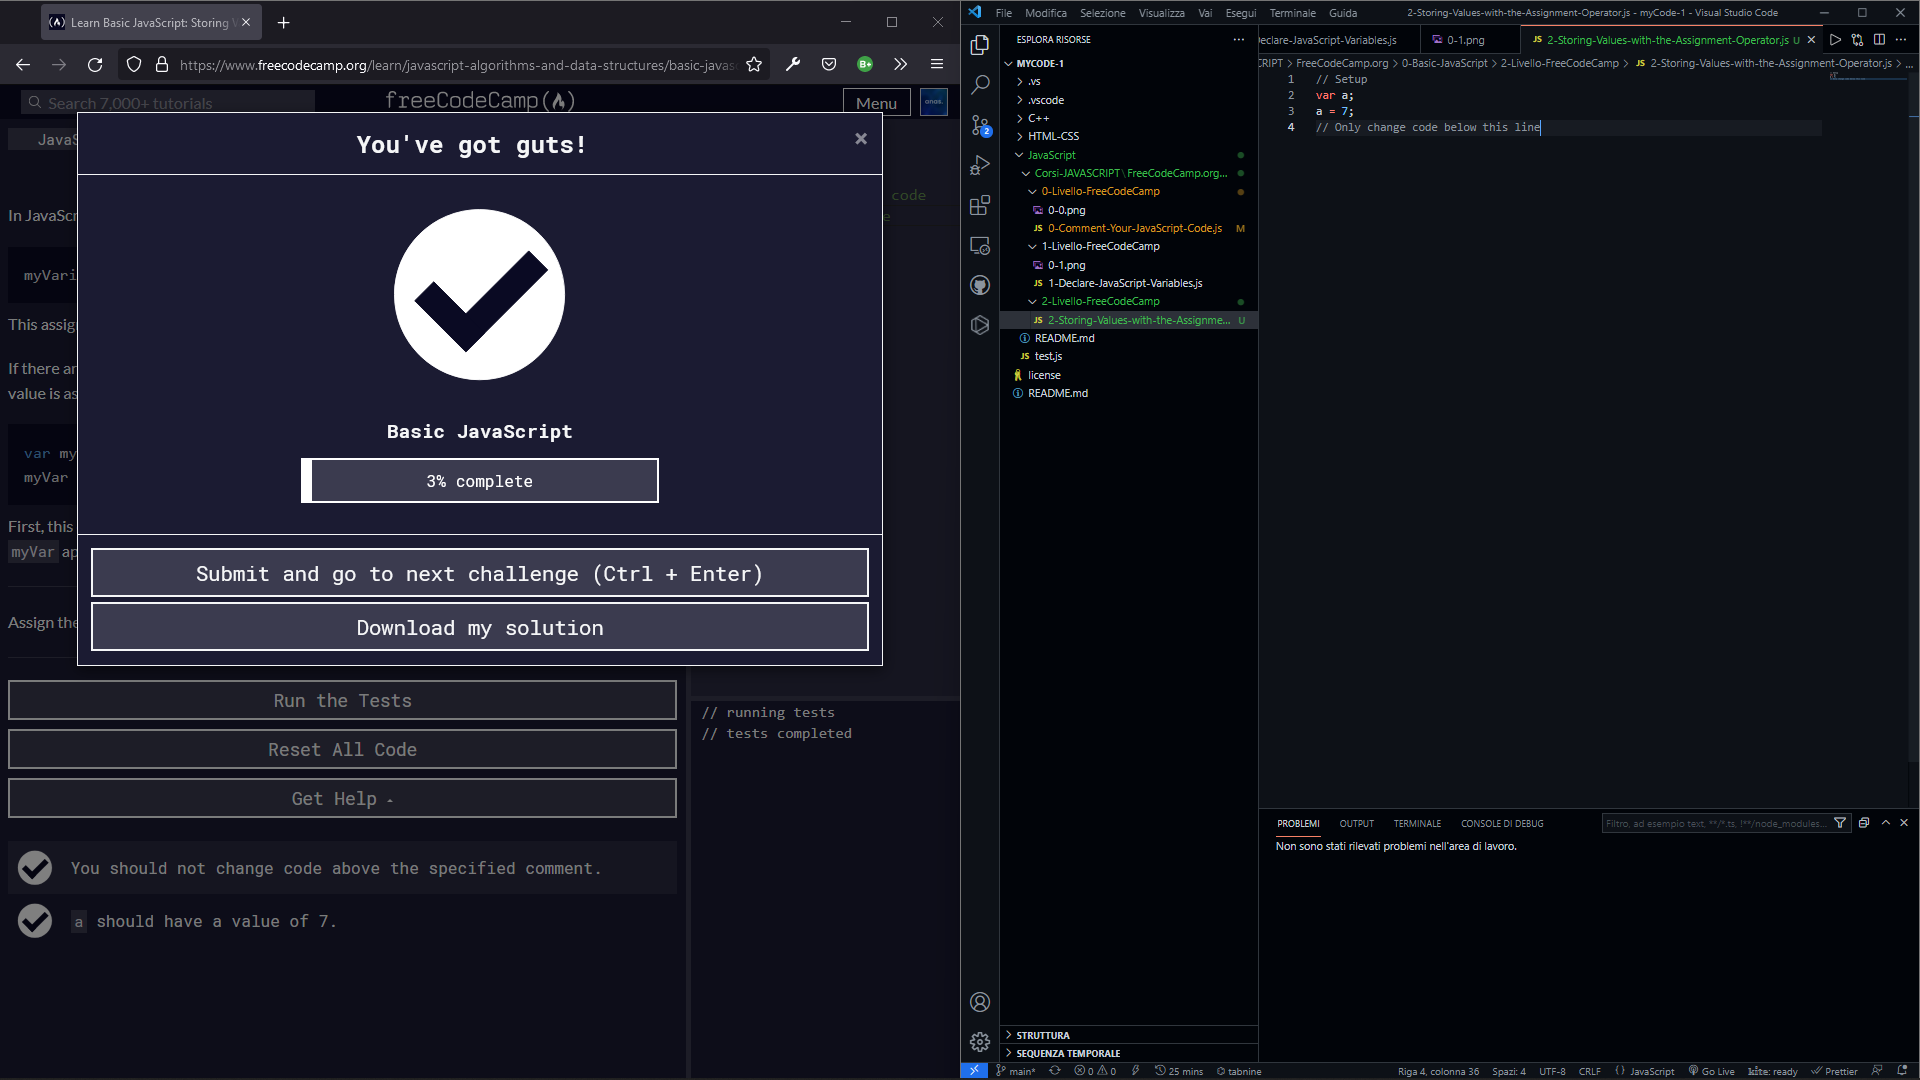 Learn Basic JavaScript: Storing V
https://www.freecodecamp.org/learn/javascript-algorithms-and-data-structures/basic-javas
Search 7,000+ tutorials
freeCodeCamp(🔥)
Menu
onas.
JavaS
You've got guts!
×
code
In JavaScr
myVari
This assig
If there ar
value is as
Basic JavaScript
3% complete
var my
myVar
First, this
myVar ap
Submit and go to next challenge (Ctrl + Enter)
Assign the
Download my solution
Run the Tests
Reset All Code
Get Help
You should not change code above the specified comment.
a should have a value of 7.
// running tests
// tests completed
File Modifica Selezione Visualizza Vai Esegui Terminale Guida
2-Storing-Values-with-the-Assignment-Operator.js - myCode-1 - Visual Studio Code
ESPLORA RISORSE
MYCODE-1
.vs
.vscode
C++
HTML-CSS
JavaScript
Corsi-JAVASCRIPT\FreeCodeCamp.org...
0-Livello-FreeCodeCamp
0-0.png
JS 0-Comment-Your-JavaScript-Code.js M
1-Livello-FreeCodeCamp
0-1.png
JS 1-Declare-JavaScript-Variables.js
2-Livello-FreeCodeCamp
JS 2-Storing-Values-with-the-Assignme... U
README.md
JS test.js
license
README.md
2
STRUTTURA
SEQUENZA TEMPORALE
eclare-JavaScript-Variables.js
0-1.png
JS 2-Storing-Values-with-the-Assignment-Operator.js U
CRIPT > FreeCodeCamp.org > 0-Basic-JavaScript > 2-Livello-FreeCodeCamp > JS 2-Storing-Values-with-the-Assignment-Operator.js > ...
1 // Setup
2 var a;
3 a = 7;
4 // Only change code below this line
PROBLEMI OUTPUT TERMINALE CONSOLE DI DEBUG
Filtro, ad esempio text, **/*.ts, !**/node_modules...
Non sono stati rilevati problemi nell'area di lavoro.
main* 0 0 25 mins tabnine
Riga 4, colonna 36 Spazi: 4 UTF-8 CRLF JavaScript Go Live kite: ready Prettier